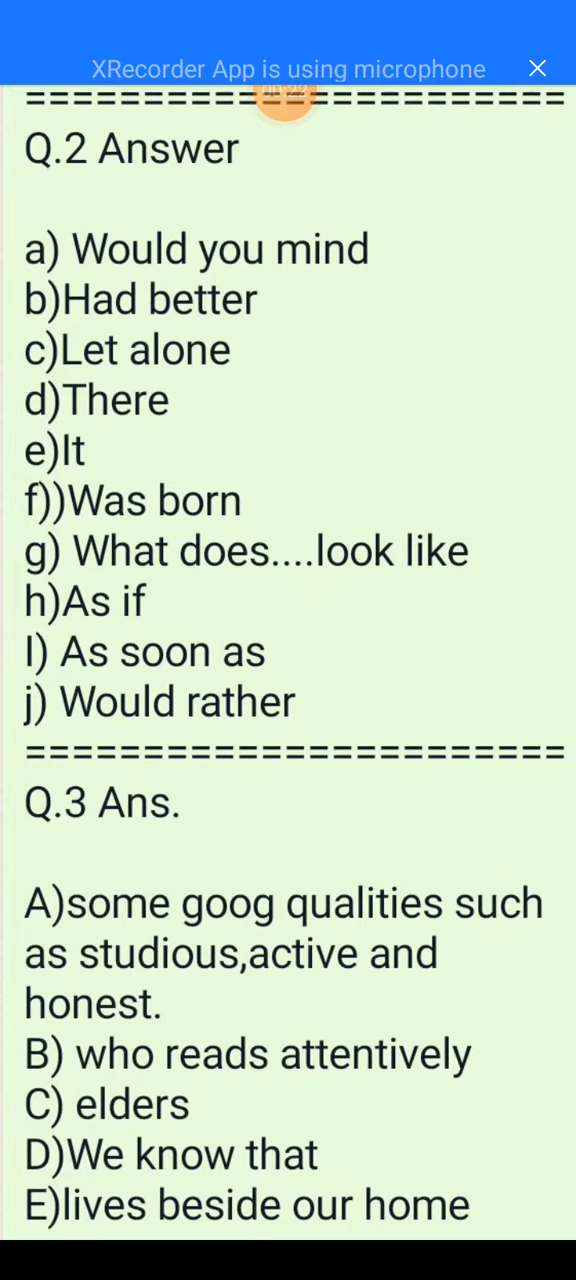 XRecorder App is using microphone
========================
00:22
Q.2 Answer
a) Would you mind
b)Had better
c)Let alone
d)There
e)It
f))Was born
g) What does....look like
h)As if
I) As soon as
j) Would rather
========================
Q.3 Ans.
A)some goog qualities such
as studious,active and
honest.
B) who reads attentively
C) elders
D)We know that
E)lives beside our home